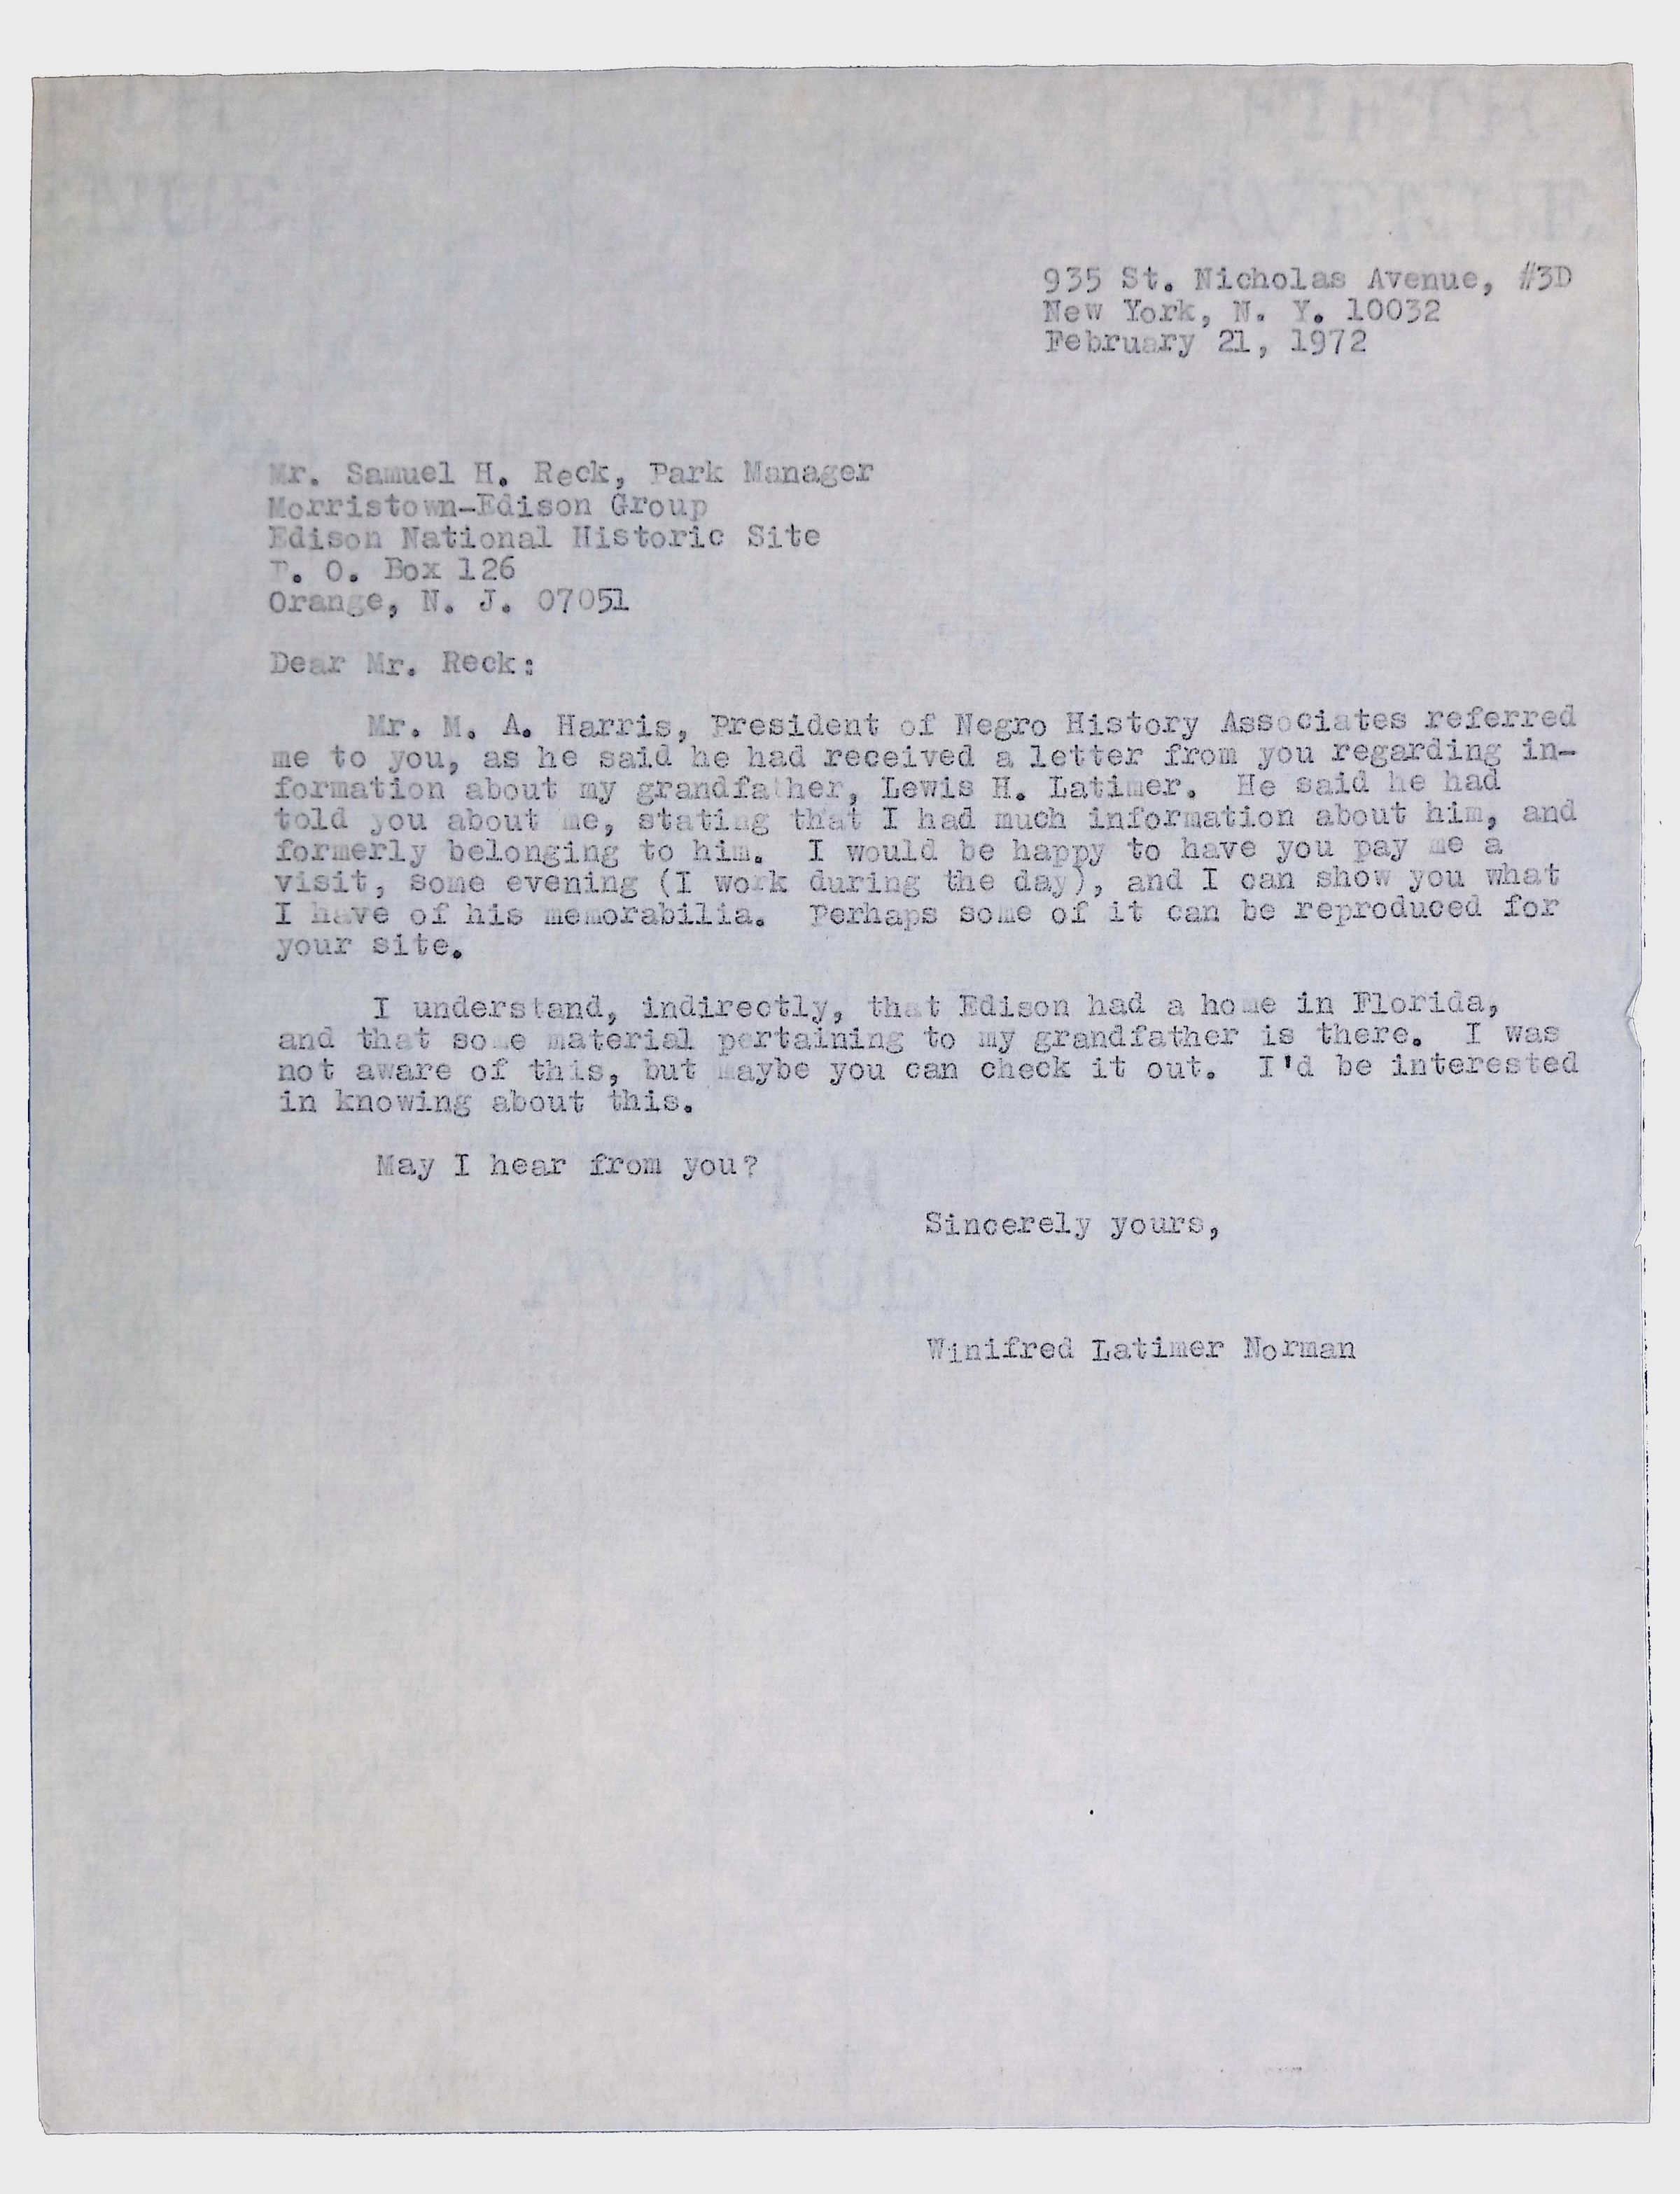 FIFTH
AVENUE
935 St. Nicholas Avenue, #3D
New York, N. Y. 10032
February 21, 1972
Mr. Samuel H. Reck, Park Manager
Morristown-Edison Group
Edison National Historic Site
P. O. Box 126
Orange, N. J. 07051
Dear Mr. Reck:
Mr. M. A. Harris, President of Negro History Associates referred
me to you, as he said he had received a letter from you regarding in-
formation about my grandfather, Lewis H. Latimer. He said he had
told you about me, stating that I had much information about him, and
formerly belonging to him. I would be happy to have you pay me a
visit, some evening (I work during the day), and I can show you what
I have of his memorabilia. Perhaps some of it can be reproduced for
your site.
I understand, indirectly, that Edison had a home in Florida,
and that some material pertaining to my grandfather is there. I was
not aware of this, but maybe you can check it out. I'd be interested
in knowing about this.
May I hear from you?
Sincerely yours,
AVENUE
Winifred Latimer Norman